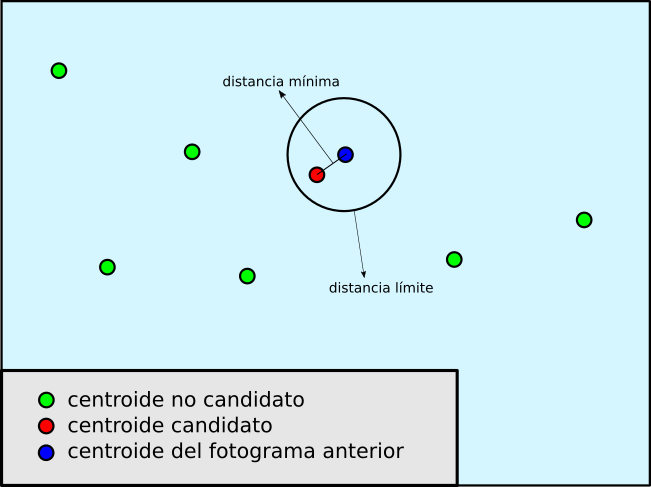 distancia mínima
distancia límite
centroide no candidato
centroide candidato
centroide del fotograma anterior